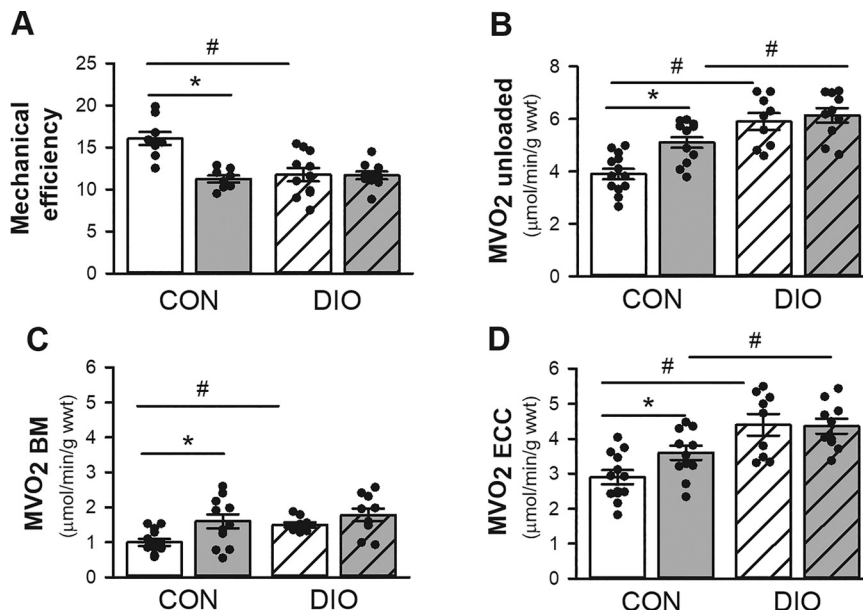 A
Mechanical
efficiency
25
20
15
10
5
0
#
*
CON
DIO
B
MVO2 unloaded
(μmol/min/g wwt)
8
6
4
2
0
#
#
*
CON
DIO
C
MVO2 BM
(μmol/min/g wwt)
6
5
4
3
2
1
0
#
*
CON
DIO
D
MVO2 ECC
(μmol/min/g wwt)
6
5
4
3
2
1
0
#
#
*
CON
DIO